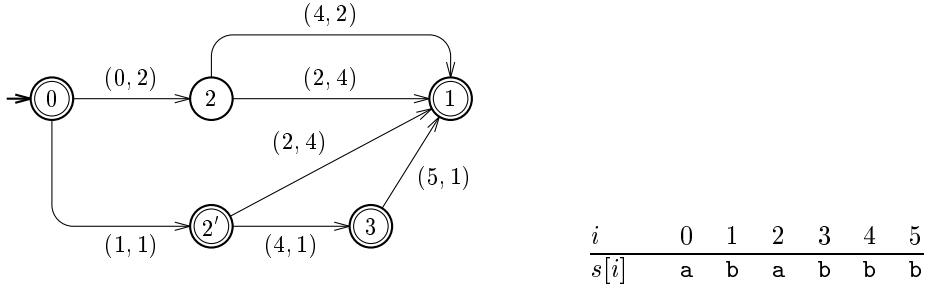 (4, 2)
0 (0, 2) 2 (2, 4) 1
(2, 4)
(5, 1)
(1, 1) 2′ (4, 1) 3
i 0 1 2 3 4 5
s[i] a b a b b b